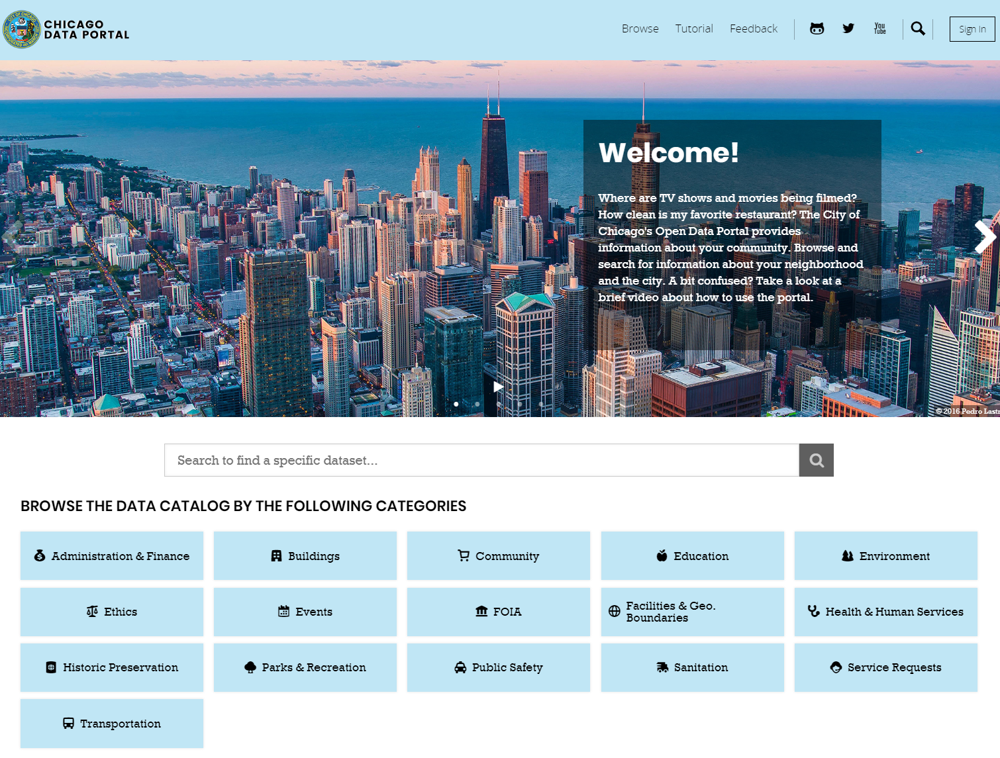 CHICAGO
DATA PORTAL
Browse Tutorial Feedback You Tube Sign In
Welcome!
Where are TV shows and movies being filmed?
How clean is my favorite restaurant? The City of
Chicago's Open Data Portal provides
information about your community. Browse and
search for information about your neighborhood
and the city. A bit confused? Take a look at a
brief video about how to use the portal.
© 2016 Pedro Lastr
Search to find a specific dataset...
BROWSE THE DATA CATALOG BY THE FOLLOWING CATEGORIES
Administration & Finance
Buildings
Community
Education
Environment
Ethics
Events
FOIA
Facilities & Geo.
Boundaries
Health & Human Services
Historic Preservation
Parks & Recreation
Public Safety
Sanitation
Service Requests
Transportation